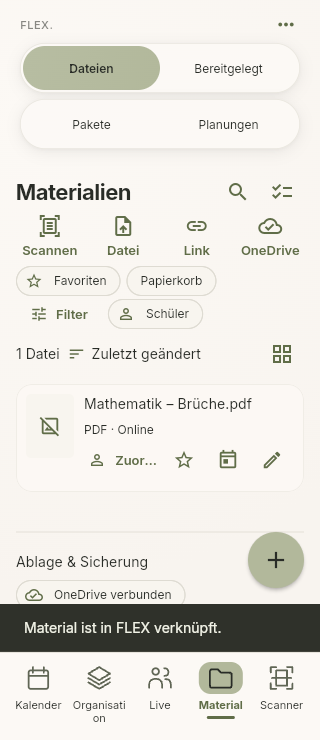 FLEX.
Dateien
Bereitgelegt
Pakete
Planungen
Materialien
Scannen
Datei
Link
OneDrive
Favoriten
Papierkorb
Filter
Schüler
1 Datei
Zuletzt geändert
Mathematik – Brüche.pdf
PDF · Online
Zuor...
Ablage & Sicherung
OneDrive verbunden
Material ist in FLEX verknüpft.
Kalender
Organisati
on
Live
Material
Scanner